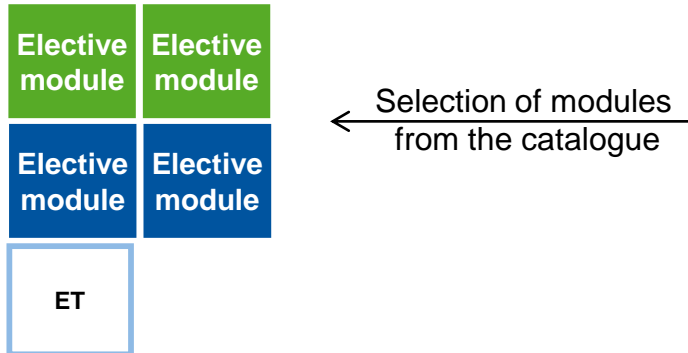 Elective
module
Elective
module
Selection of modules
from the catalogue
Elective
module
Elective
module
ET